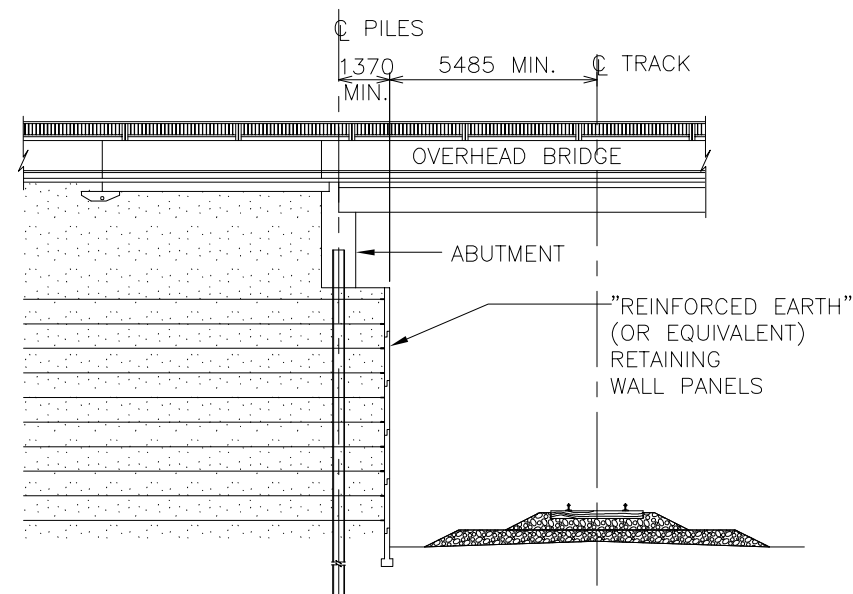 ℄ PILES
1370
MIN.
5485 MIN.
℄ TRACK
OVERHEAD BRIDGE
ABUTMENT
"REINFORCED EARTH"
(OR EQUIVALENT)
RETAINING
WALL PANELS